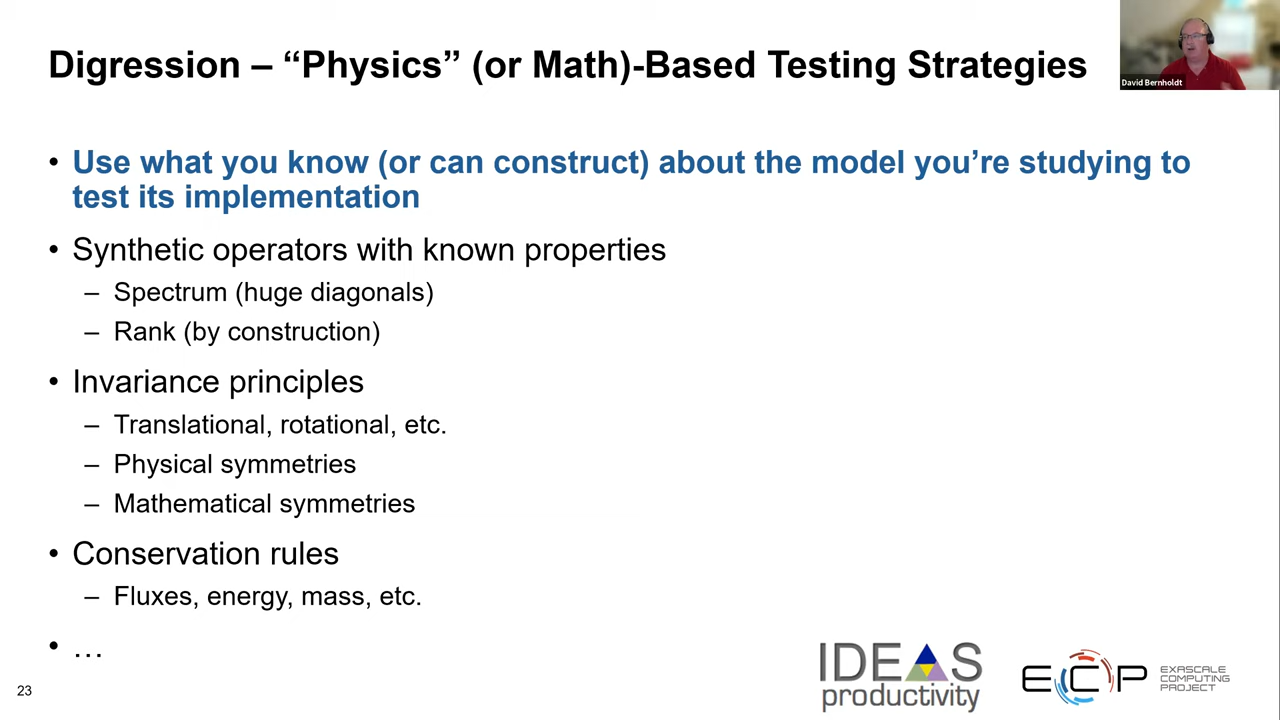 Digression – “Physics” (or Math)-Based Testing Strategies
David Bernholdt
• Use what you know (or can construct) about the model you’re studying to
test its implementation
• Synthetic operators with known properties
– Spectrum (huge diagonals)
– Rank (by construction)
• Invariance principles
– Translational, rotational, etc.
– Physical symmetries
– Mathematical symmetries
• Conservation rules
– Fluxes, energy, mass, etc.
• …
23
IDEAS
productivity
ECP
EXASCALE
COMPUTING
PROJECT